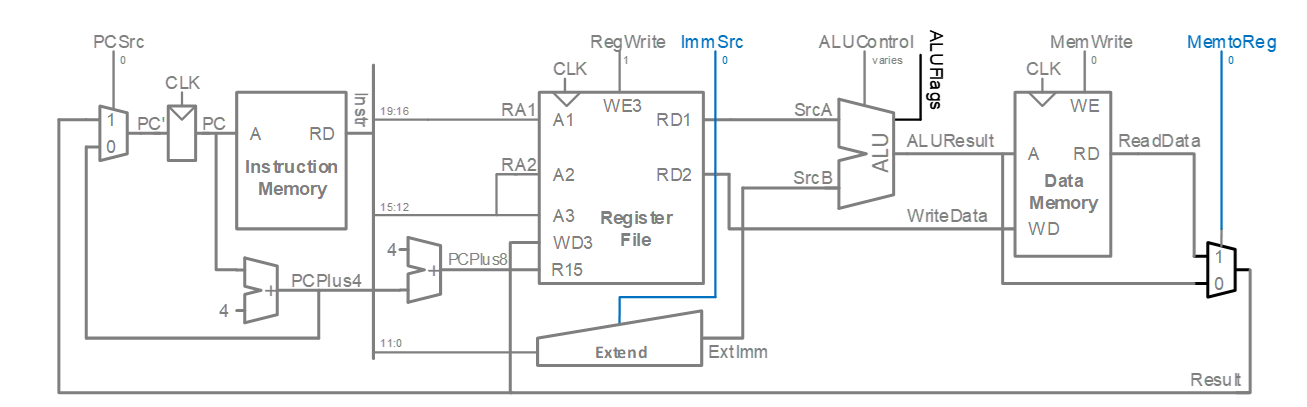 PCSrc
0
CLK
1
0
PC'
PC
A
RD
Instruction
Memory
Instr
4
+
PCPlus4
19:16
15:12
11:0
4
+
PCPlus8
RA1
RA2
RegWrite
1
CLK
WE3
A1
RD1
A2
RD2
A3
Register
File
WD3
R15
ImmSrc
0
Extend
ExtImm
ALUControl
varies
ALUFlags
SrcA
SrcB
ALU
ALUResult
WriteData
MemWrite
0
CLK
WE
A
RD
Data
Memory
WD
ReadData
MemtoReg
0
1
0
Result